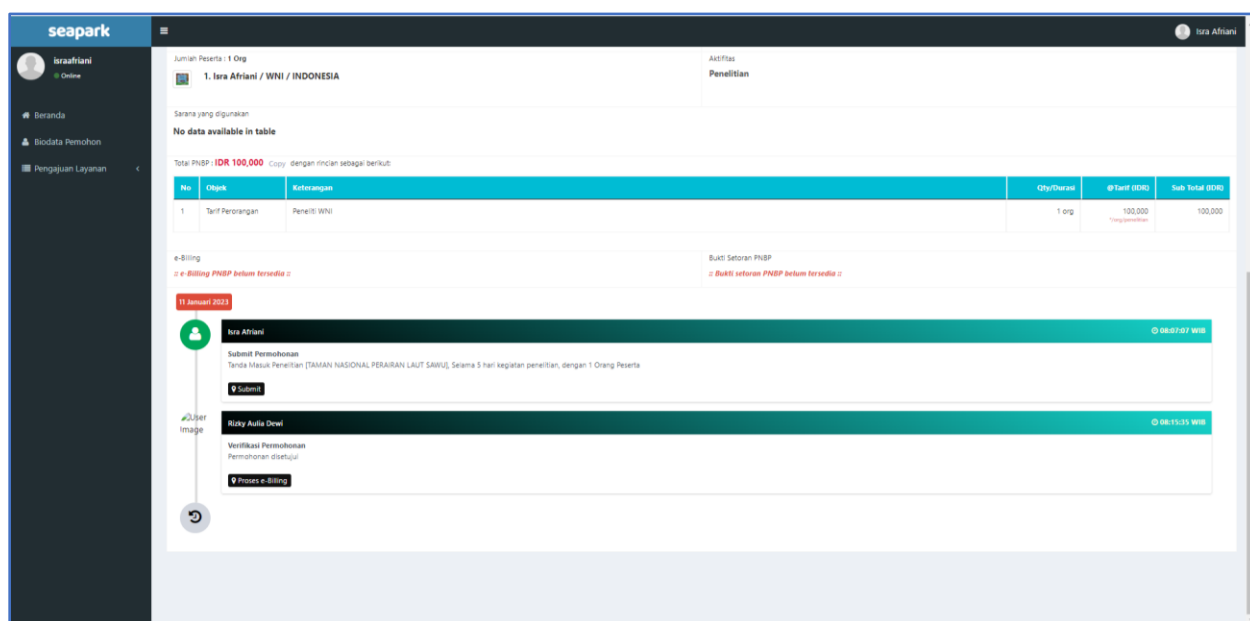 seapark
Isra Afriani
israafriani
Online
Beranda
Biodata Pemohon
Pengajuan Layanan
Jumlah Peserta : 1 Org
1. Isra Afriani / WNI / INDONESIA
Aktifitas
Penelitian
Sarana yang digunakan
No data available in table
Total PNBP : IDR 100,000 Copy dengan rincian sebagai berikut:
No Objek Keterangan Qty/Durasi @Tarif (IDR) Sub Total (IDR)
1 Tarif Perorangan Peneliti WNI 1 org 100,000 100,000
*/org/penelitian
e-Billing
:: e-Billing PNBP belum tersedia ::
Bukti Setoran PNBP
:: Bukti setoran PNBP belum tersedia ::
11 Januari 2023
Isra Afriani 08:07:07 WIB
Submit Permohonan
Tanda Masuk Penelitian [TAMAN NASIONAL PERAIRAN LAUT SAWU], Selama 5 hari kegiatan penelitian, dengan 1 Orang Peserta
Submit
User
Image
Rizky Aulia Dewi 08:15:35 WIB
Verifikasi Permohonan
Permohonan disetujui
Proses e-Billing